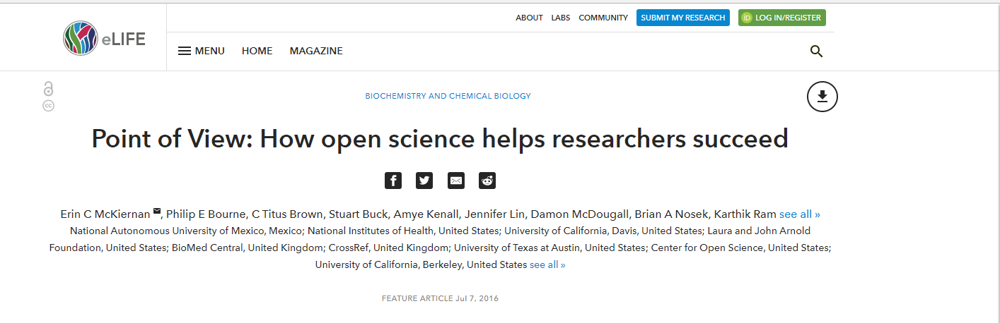 ABOUT LABS COMMUNITY SUBMIT MY RESEARCH iD LOG IN/REGISTER
eLIFE
MENU HOME MAGAZINE
cc
BIOCHEMISTRY AND CHEMICAL BIOLOGY
Point of View: How open science helps researchers succeed
Erin C McKiernan, Philip E Bourne, C Titus Brown, Stuart Buck, Amye Kenall, Jennifer Lin, Damon McDougall, Brian A Nosek, Karthik Ram see all »
National Autonomous University of Mexico, Mexico; National Institutes of Health, United States; University of California, Davis, United States; Laura and John Arnold
Foundation, United States; BioMed Central, United Kingdom; CrossRef, United Kingdom; University of Texas at Austin, United States; Center for Open Science, United States;
University of California, Berkeley, United States see all »
FEATURE ARTICLE Jul 7, 2016